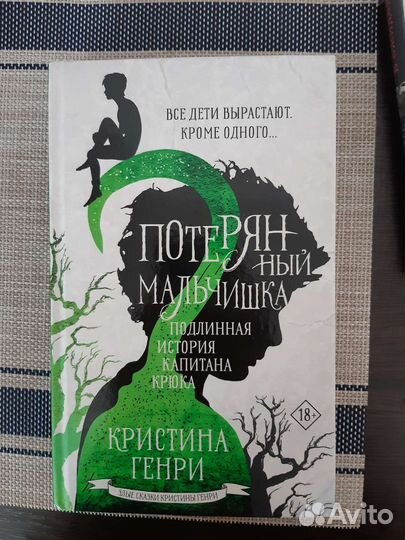 ВСЕ ДЕТИ ВЫРАСТАЮТ.
КРОМЕ ОДНОГО...
ПОТЕРЯН
НЫЙ
МАЛЬЧИШКА
ПОДЛИННАЯ
ИСТОРИЯ
КАПИТАНА
КРЮКА
18+
КРИСТИНА
ГЕНРИ
ЗЛЫЕ СКАЗКИ КРИСТИНЫ ГЕНРИ
Avito